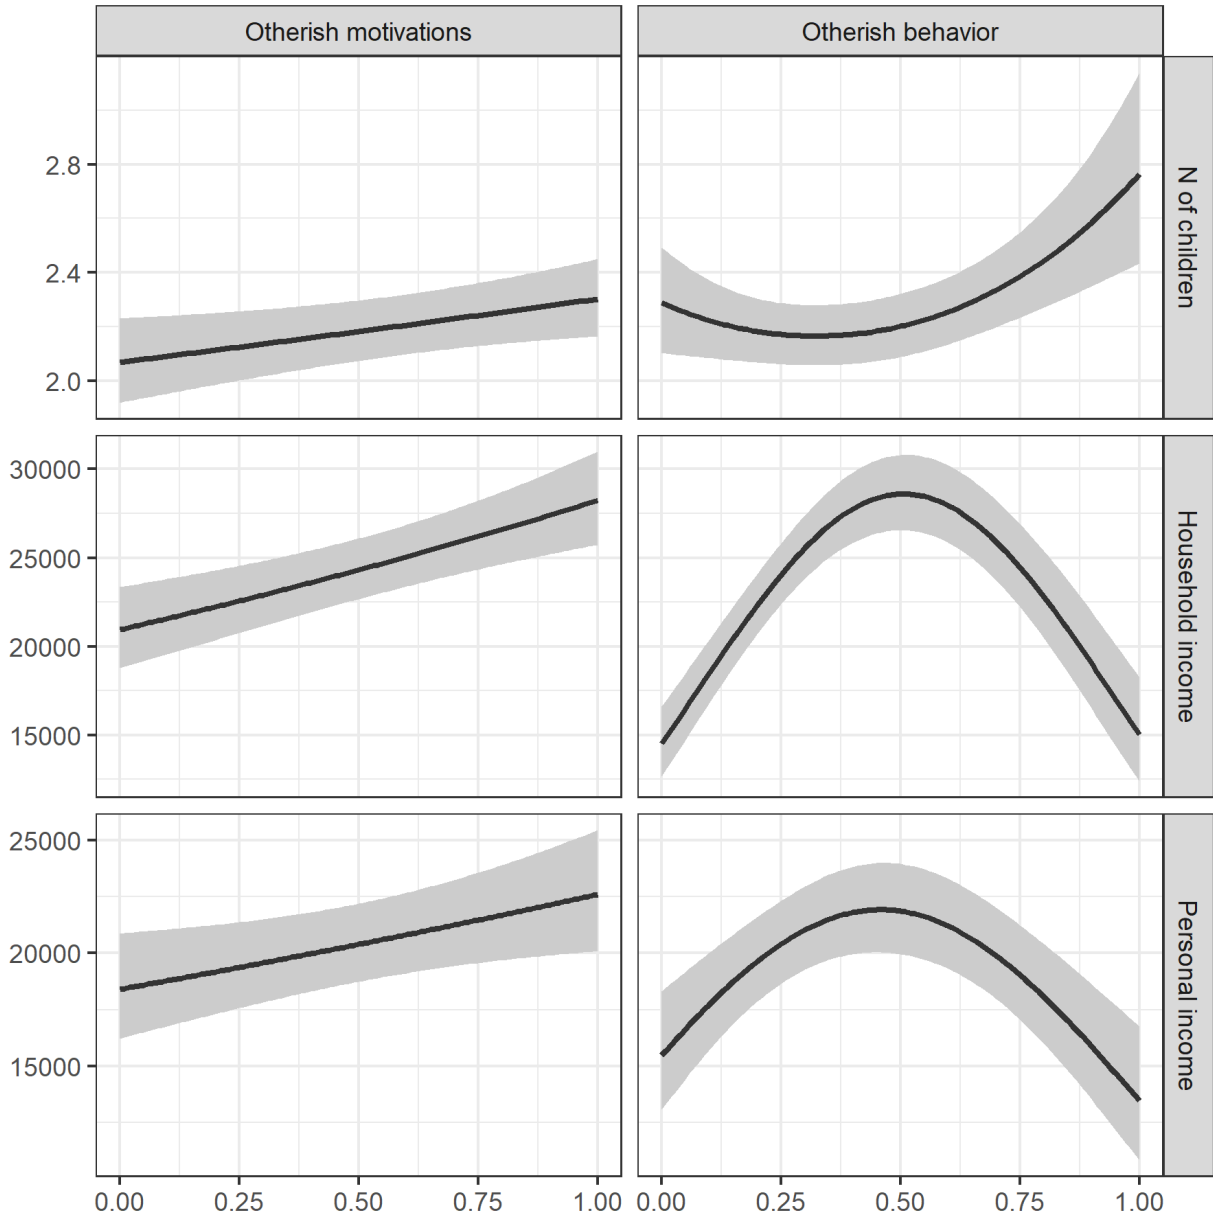 Otherish motivations
Otherish behavior
2.8
2.4
2.0
N of children
30000
25000
20000
15000
Household income
25000
20000
15000
Personal income
0.00 0.25 0.50 0.75 1.00
0.00 0.25 0.50 0.75 1.00